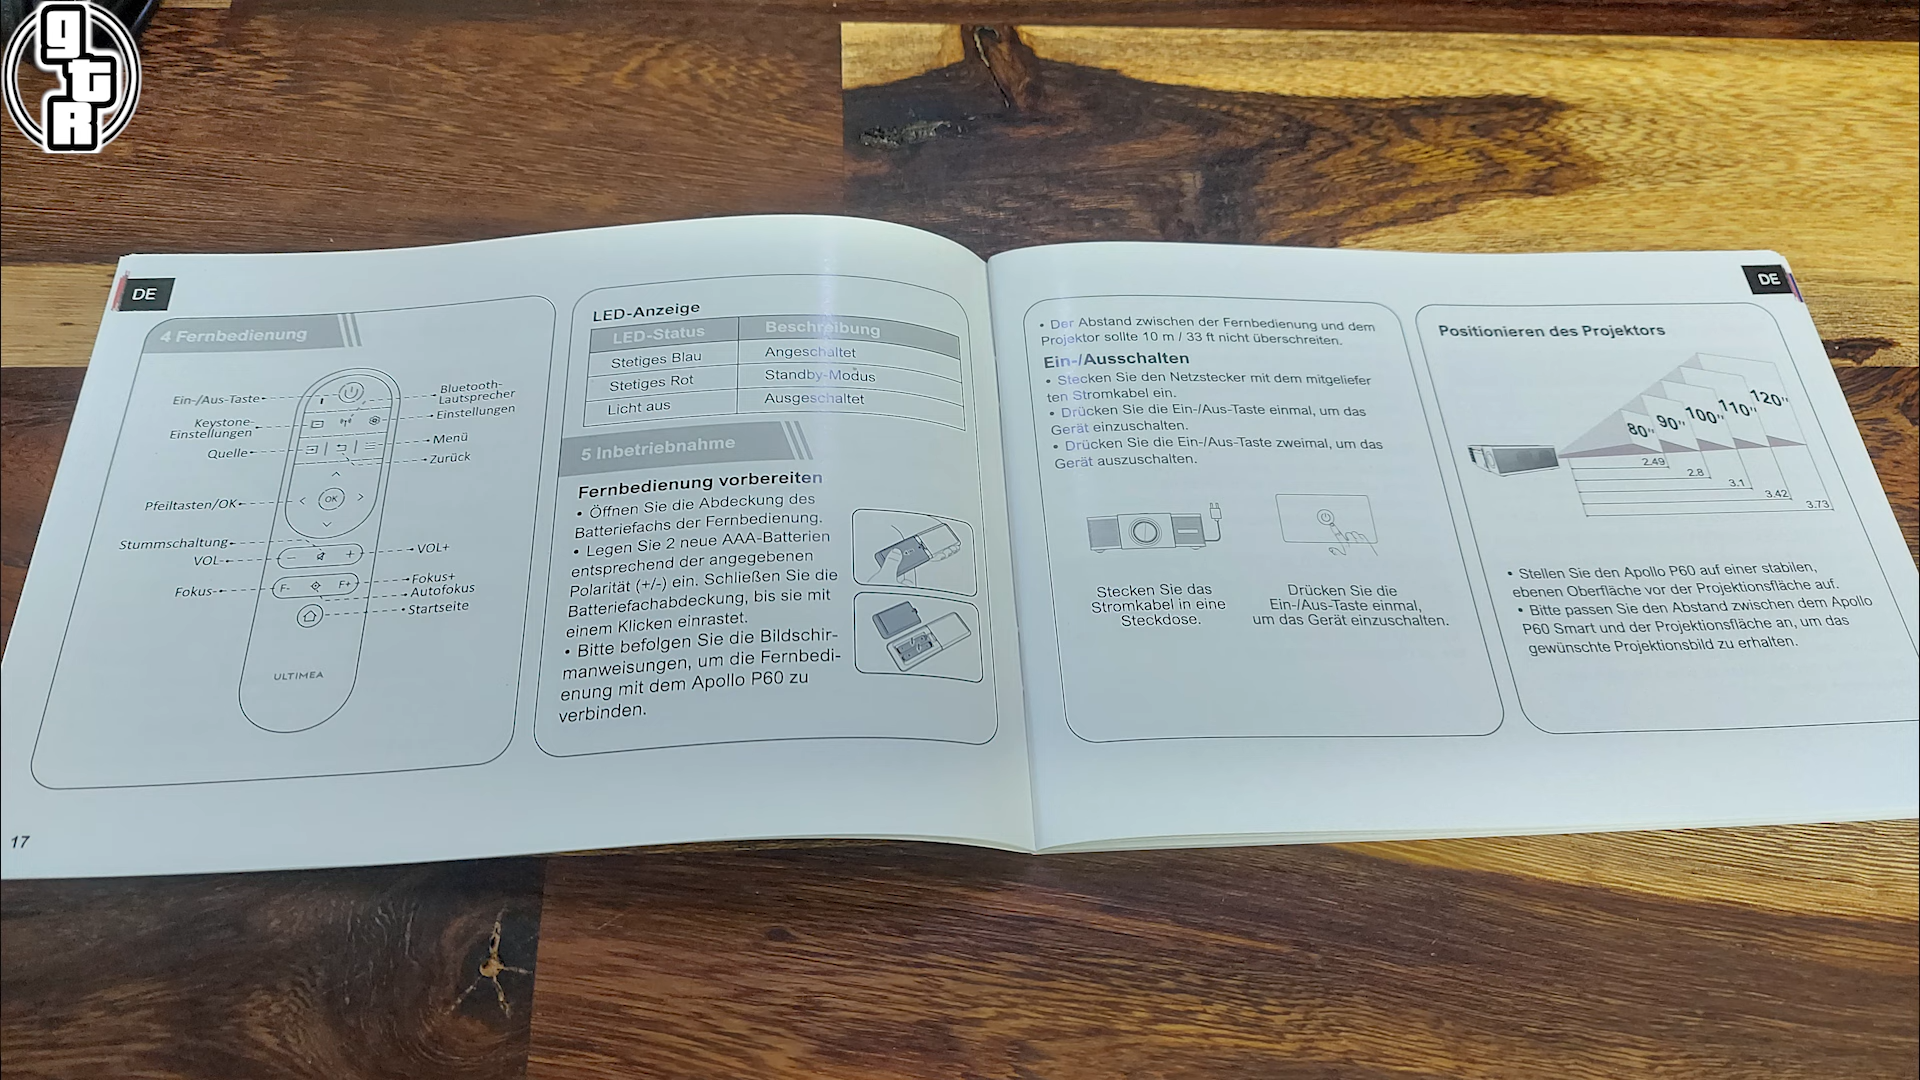 gtR
DE
4 Fernbedienung
Ein-/Aus-Taste
Keystone-
Einstellungen
Quelle
Pfeiltasten/OK
Stummschaltung
VOL-
Fokus-
Bluetooth-
Lautsprecher
Einstellungen
Menü
Zurück
VOL+
Fokus+
Autofokus
Startseite
OK
F-
F+
ULTIMEA
17
LED-Anzeige
LED-Status Beschreibung
Stetiges Blau Angeschaltet
Stetiges Rot Standby-Modus
Licht aus Ausgeschaltet
5 Inbetriebnahme
Fernbedienung vorbereiten
• Öffnen Sie die Abdeckung des
Batteriefachs der Fernbedienung.
• Legen Sie 2 neue AAA-Batterien
entsprechend der angegebenen
Polarität (+/-) ein. Schließen Sie die
Batteriefachabdeckung, bis sie mit
einem Klicken einrastet.
• Bitte befolgen Sie die Bildschir-
manweisungen, um die Fernbedi-
enung mit dem Apollo P60 zu
verbinden.
• Der Abstand zwischen der Fernbedienung und dem
Projektor sollte 10 m / 33 ft nicht überschreiten.
Ein-/Ausschalten
• Stecken Sie den Netzstecker mit dem mitgeliefer
ten Stromkabel ein.
• Drücken Sie die Ein-/Aus-Taste einmal, um das
Gerät einzuschalten.
• Drücken Sie die Ein-/Aus-Taste zweimal, um das
Gerät auszuschalten.
Stecken Sie das
Stromkabel in eine
Steckdose.
Drücken Sie die
Ein-/Aus-Taste einmal,
um das Gerät einzuschalten.
DE
Positionieren des Projektors
80" 90" 100" 110" 120"
2.49
2.8
3.1
3.42
3.73
• Stellen Sie den Apollo P60 auf einer stabilen,
ebenen Oberfläche vor der Projektionsfläche auf.
• Bitte passen Sie den Abstand zwischen dem Apollo
P60 Smart und der Projektionsfläche an, um das
gewünschte Projektionsbild zu erhalten.